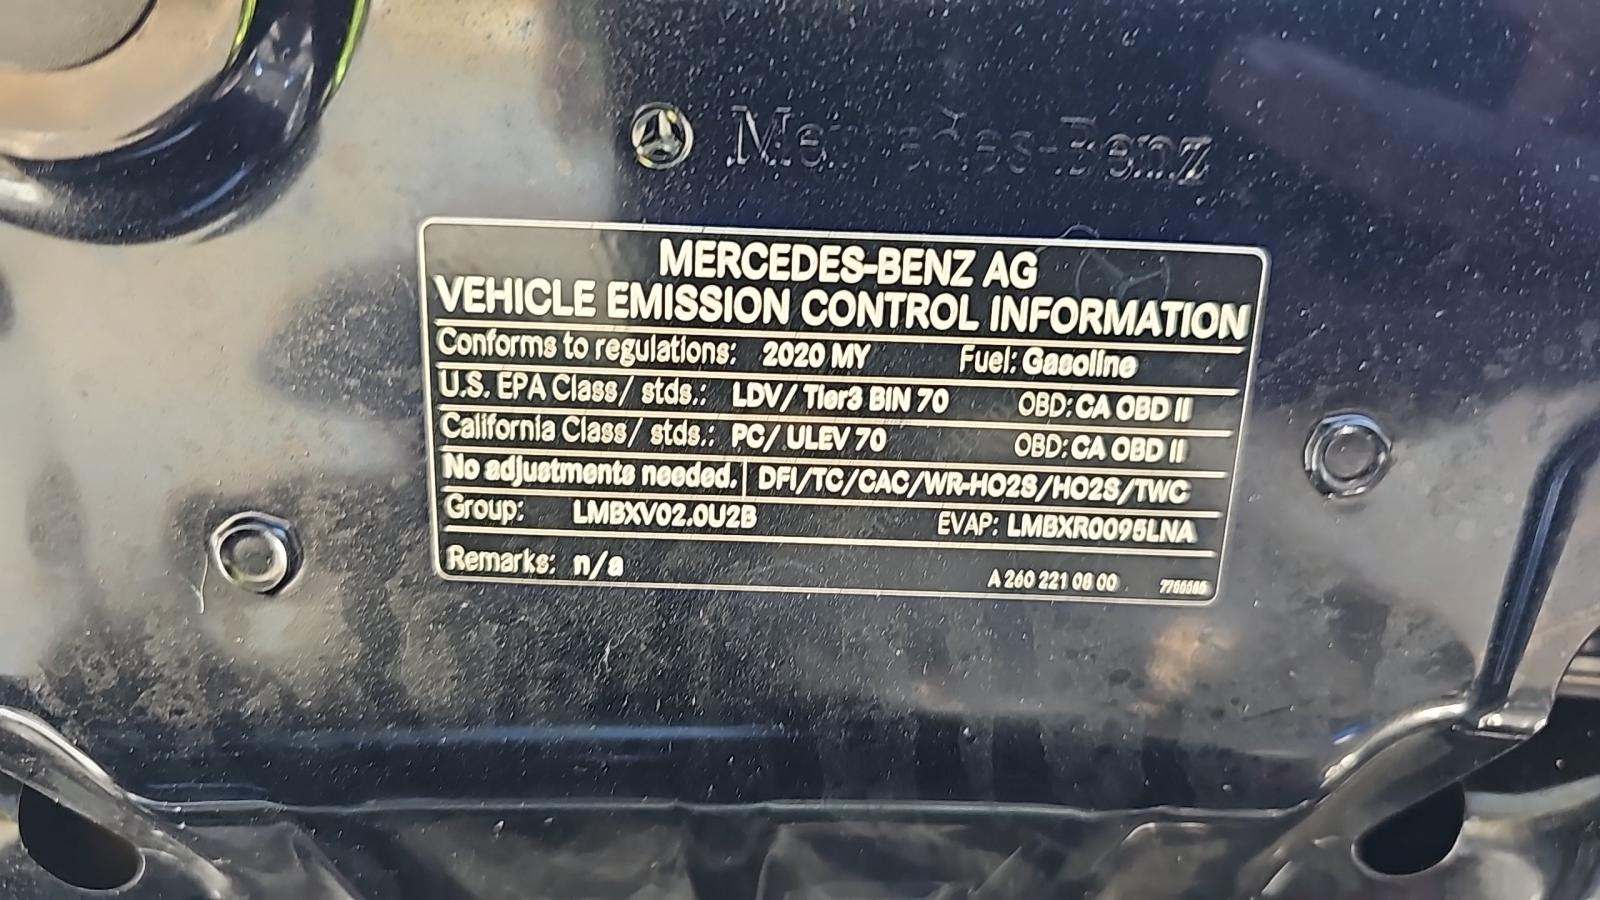 Mercedes-Benz
MERCEDES-BENZ AG
VEHICLE EMISSION CONTROL INFORMATION
Conforms to regulations: 2020 MY Fuel: Gasoline
U.S. EPA Class/ stds.: LDV/ Tier3 BIN 70 OBD: CA OBD II
California Class/ stds.: PC/ ULEV 70 OBD: CA OBD II
No adjustments needed. DFI/TC/CAC/WR-HO2S/HO2S/TWC
Group: LMBXV02.0U2B EVAP: LMBXR0095LNA
Remarks: n/a
A 260 221